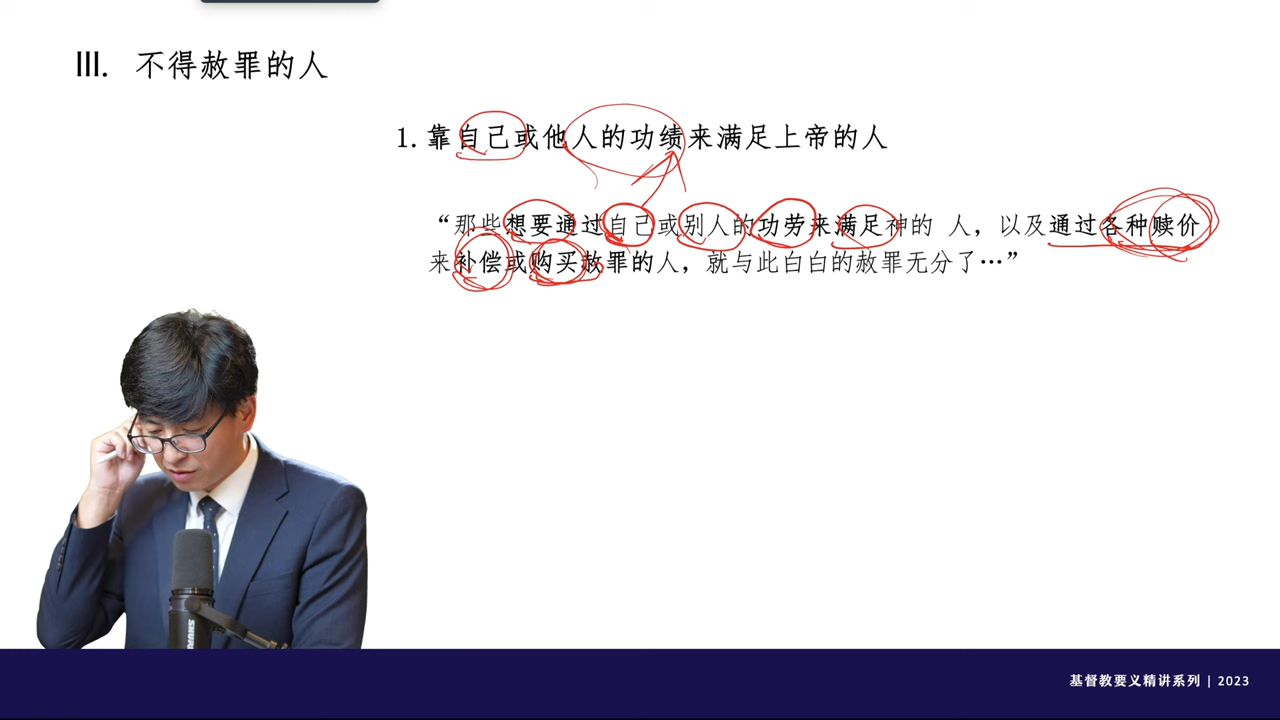 III. 不得赦罪的人
1. 靠自己或他人的功绩来满足上帝的人
“那些想要通过自己或别人的功劳来满足神的 人，以及通过各种赎价
来补偿或购买赦罪的人，就与此白白的赦罪无分了…”
SHURE
基督教要义精讲系列 | 2023